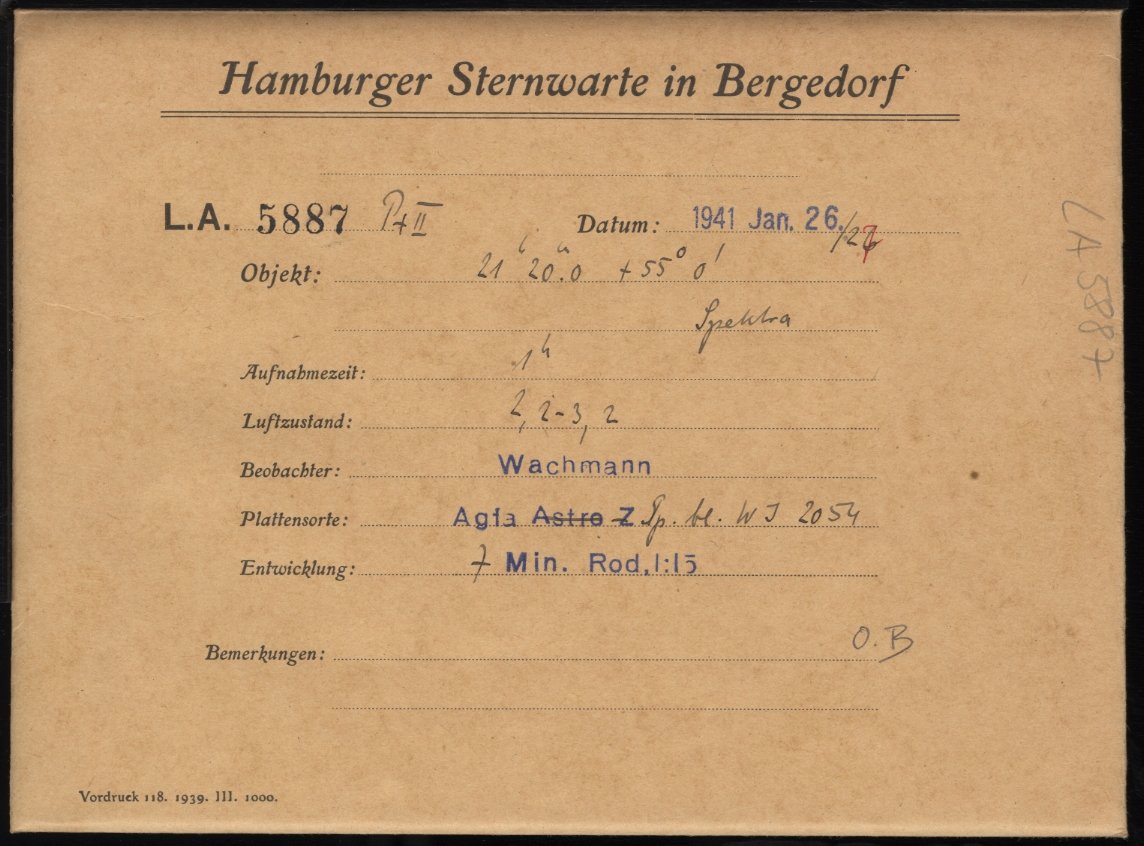 Hamburger Sternwarte in Bergedorf
L.A. 5887 P+II Datum: 1941 Jan. 26./27
Objekt: 21h 20m.0 +55° 0'
Spektra
Aufnahmezeit: 1h
Luftzustand: 2, 2-3, 2
Beobachter: Wachmann
Plattensorte: Agfa Astro Z Sp. bl. W I 2054
Entwicklung: 7 Min. Rod. 1:15
Bemerkungen: O.B
Vordruck 118. 1939. III. 1000.
LA 5887